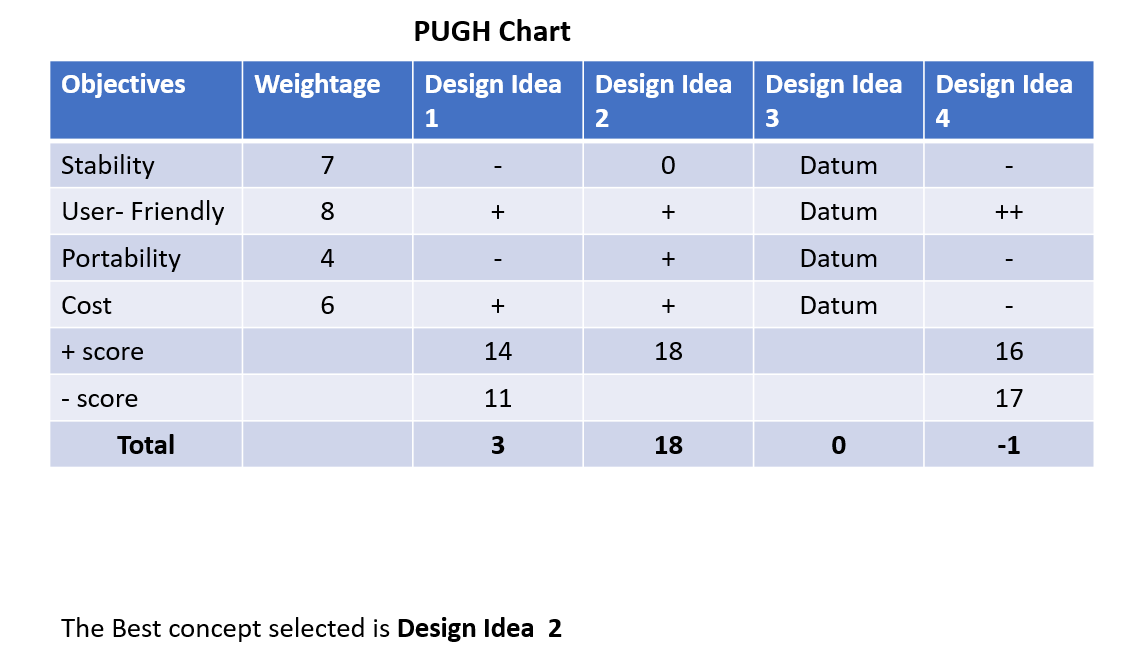 PUGH Chart
Objectives Weightage Design Idea 1 Design Idea 2 Design Idea 3 Design Idea 4
Stability 7 - 0 Datum -
User- Friendly 8 + + Datum ++
Portability 4 - + Datum -
Cost 6 + + Datum -
+ score 14 18 16
- score 11 17
Total 3 18 0 -1
The Best concept selected is Design Idea 2